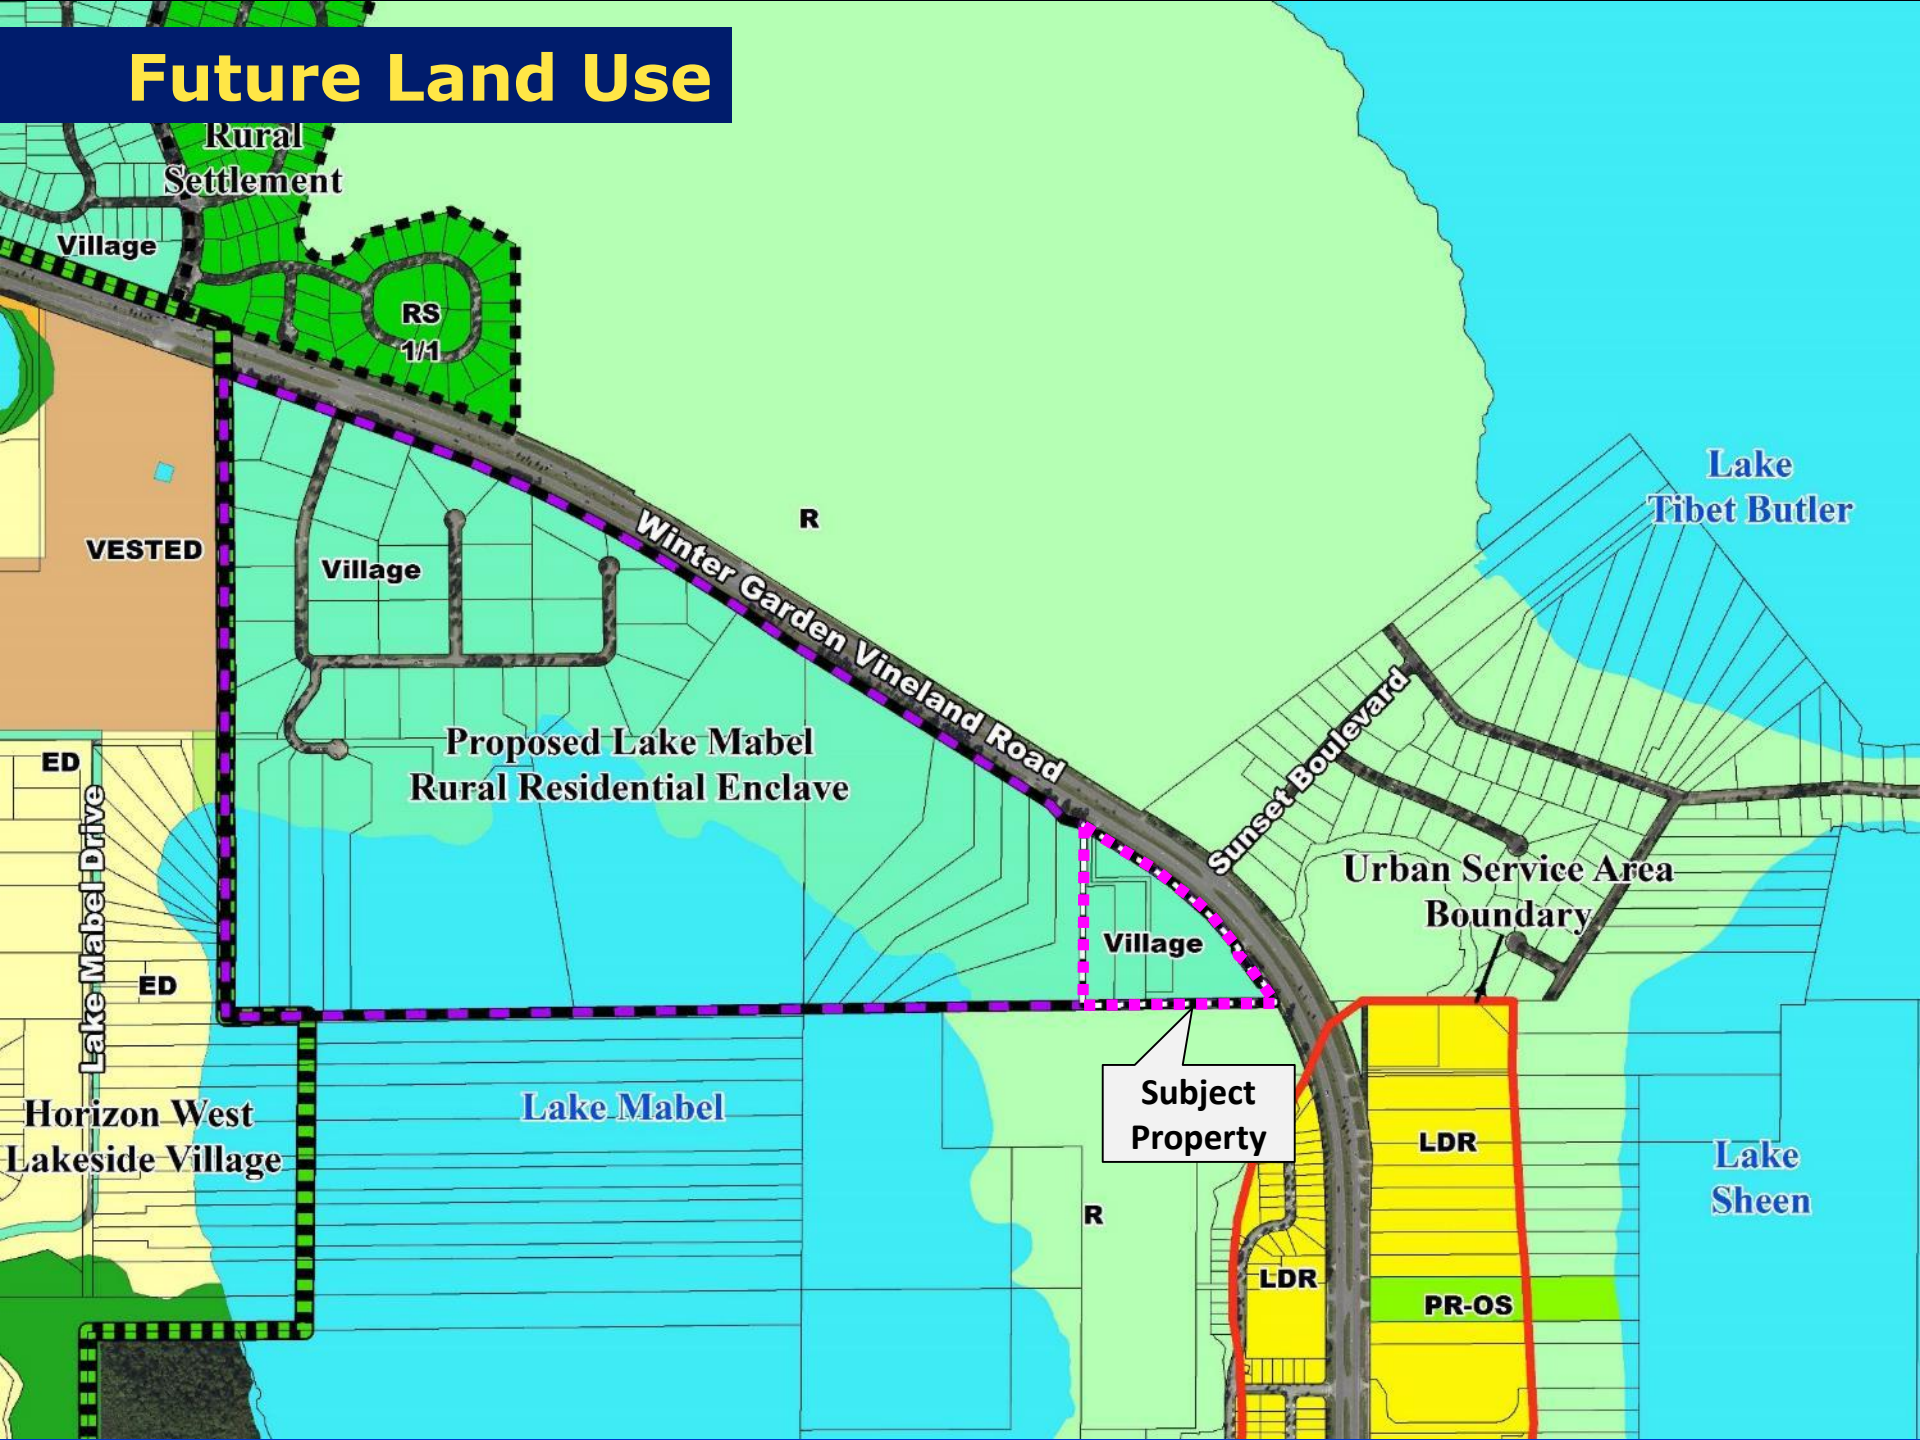 Future Land Use
Rural
Settlement
Village
RS
1/1
Lake
Tibet Butler
R
VESTED
Village
Winter Garden Vineland Road
Sunset Boulevard
Proposed Lake Mabel
Rural Residential Enclave
ED
Lake Mabel Drive
Urban Service Area
Boundary
Village
ED
Subject
Property
Horizon West
Lakeside Village
Lake Mabel
LDR
Lake
Sheen
R
LDR
PR-OS